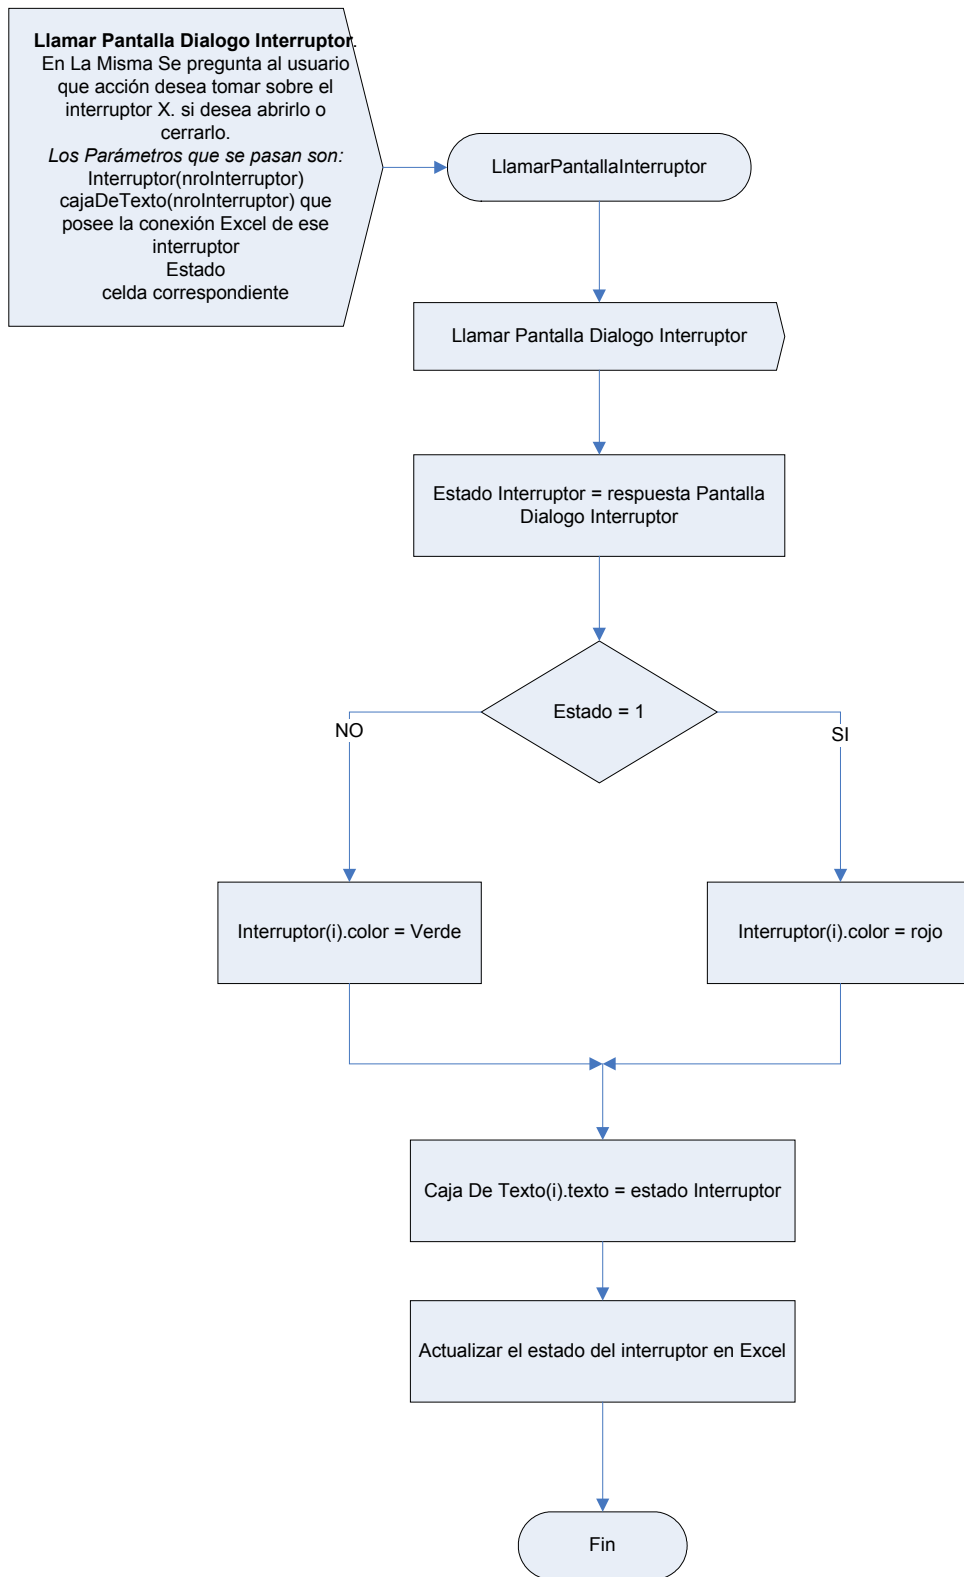 Llamar Pantalla Dialogo Interruptor.
En La Misma Se pregunta al usuario
que acción desea tomar sobre el
interruptor X. si desea abrirlo o
cerrarlo.
Los Parámetros que se pasan son:
Interruptor(nroInterruptor)
cajaDeTexto(nroInterruptor) que
posee la conexión Excel de ese
interruptor
Estado
celda correspondiente
LlamarPantallaInterruptor
Llamar Pantalla Dialogo Interruptor
Estado Interruptor = respuesta Pantalla
Dialogo Interruptor
Estado = 1
NO
SI
Interruptor(i).color = Verde
Interruptor(i).color = rojo
Caja De Texto(i).texto = estado Interruptor
Actualizar el estado del interruptor en Excel
Fin